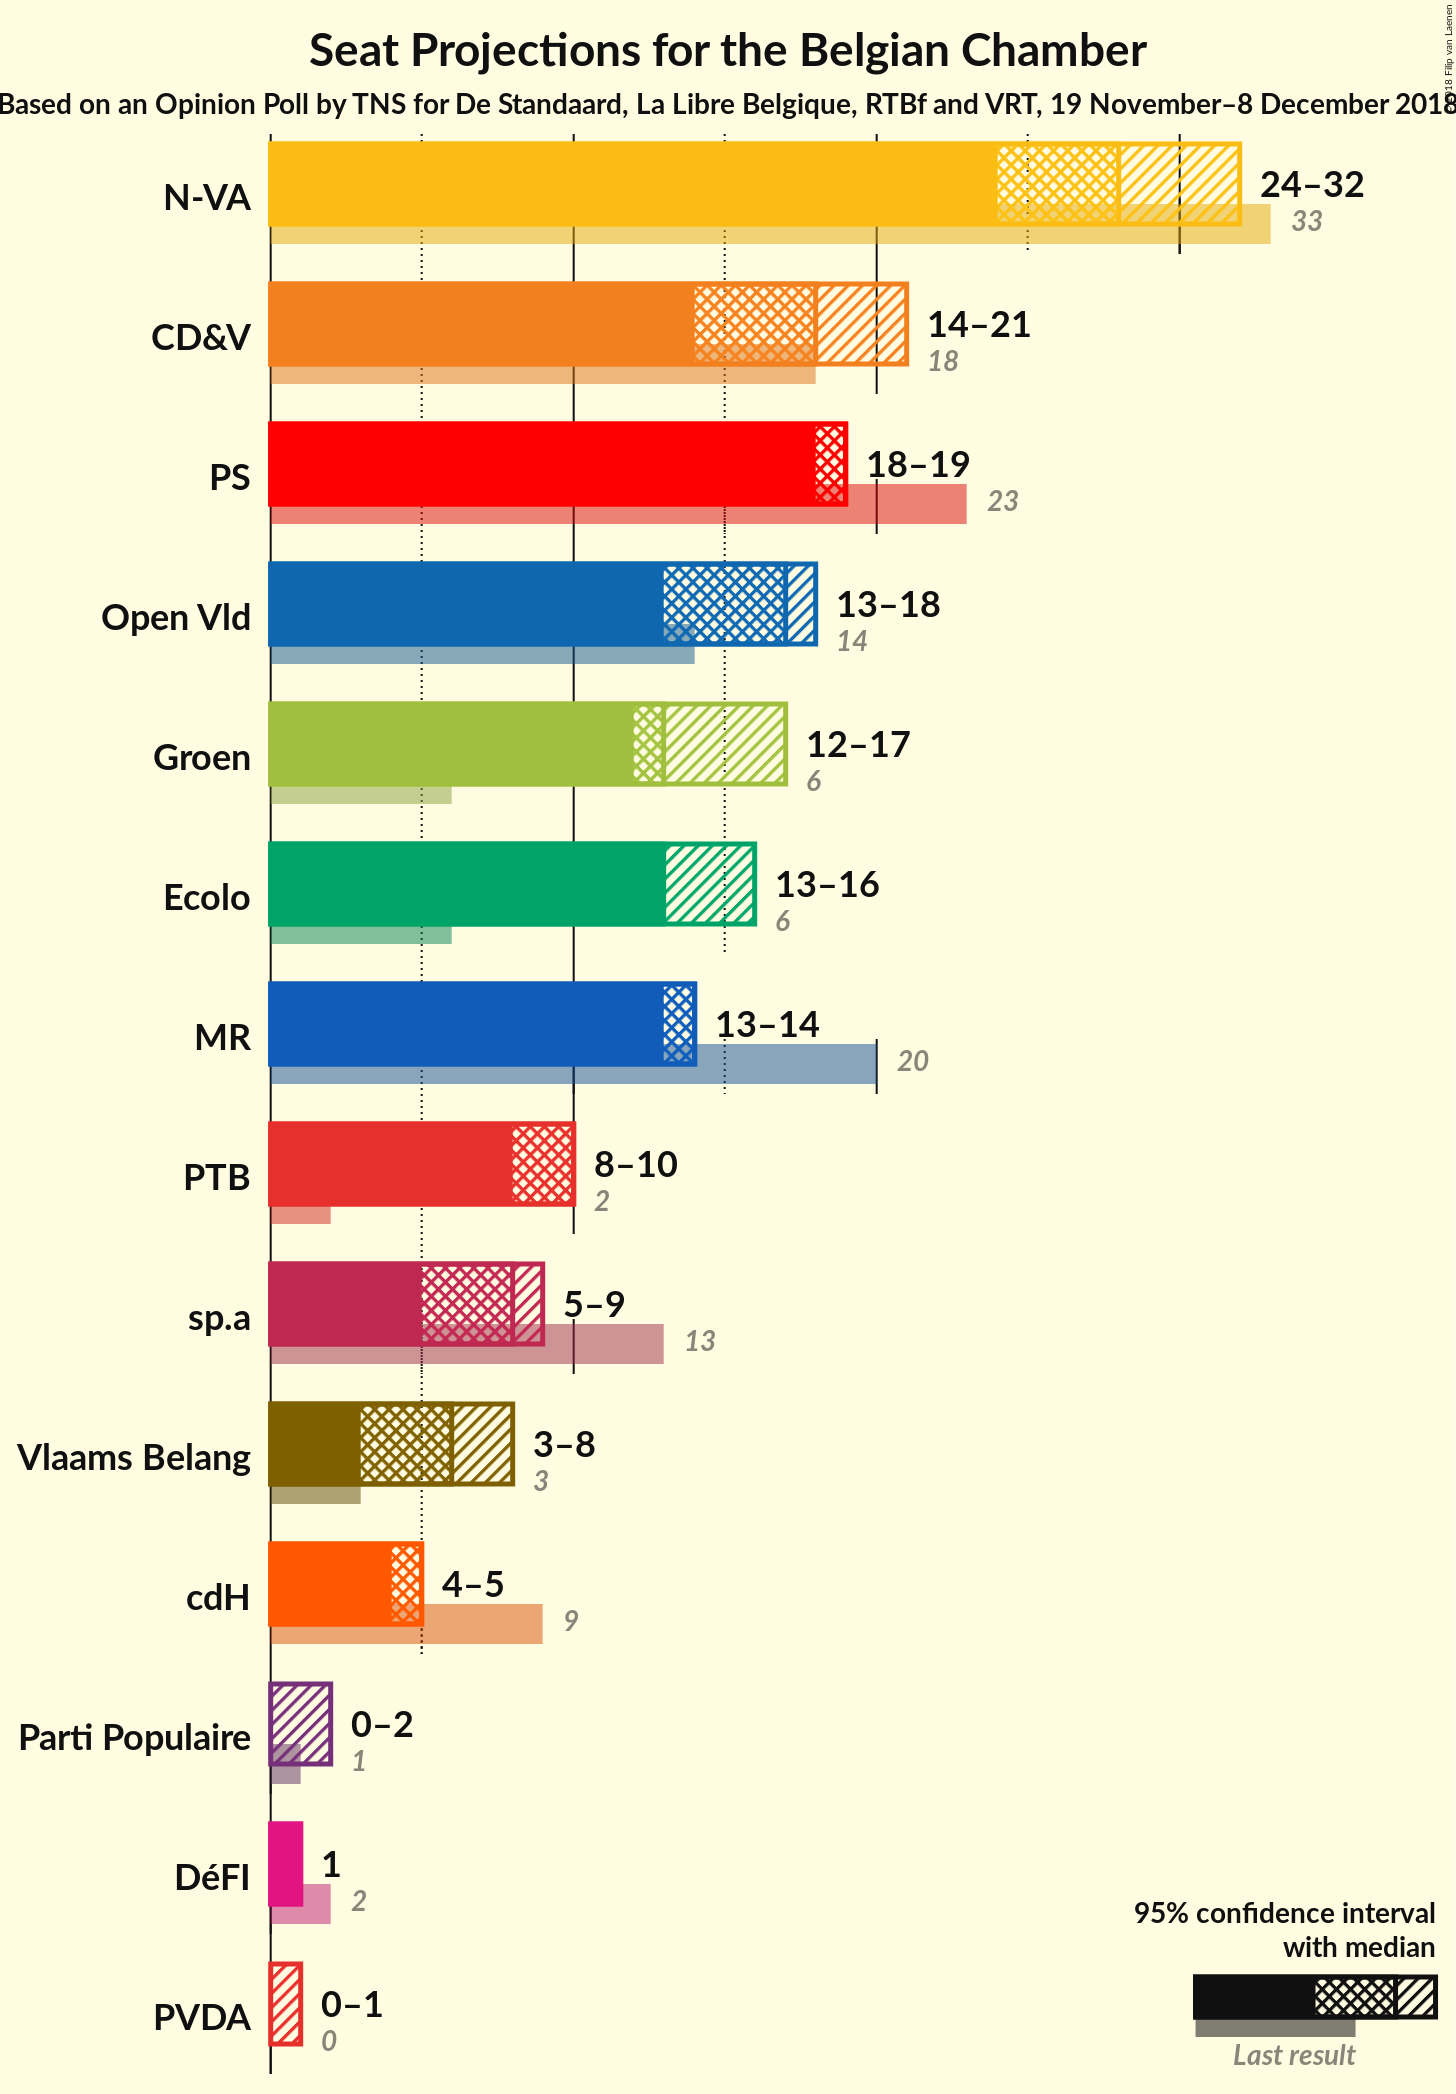 Seat Projections for the Belgian Chamber
Based on an Opinion Poll by TNS for De Standaard, La Libre Belgique, RTBf and VRT, 19 November–8 December 2018
©2018 Filip van Laenen
N-VA
24–32
33
CD&V
14–21
18
PS
18–19
23
Open Vld
13–18
14
Groen
12–17
6
Ecolo
13–16
6
MR
13–14
20
PTB
8–10
2
sp.a
5–9
13
Vlaams Belang
3–8
3
cdH
4–5
9
Parti Populaire
0–2
1
DéFI
1
2
PVDA
0–1
0
95% confidence interval
with median
Last result